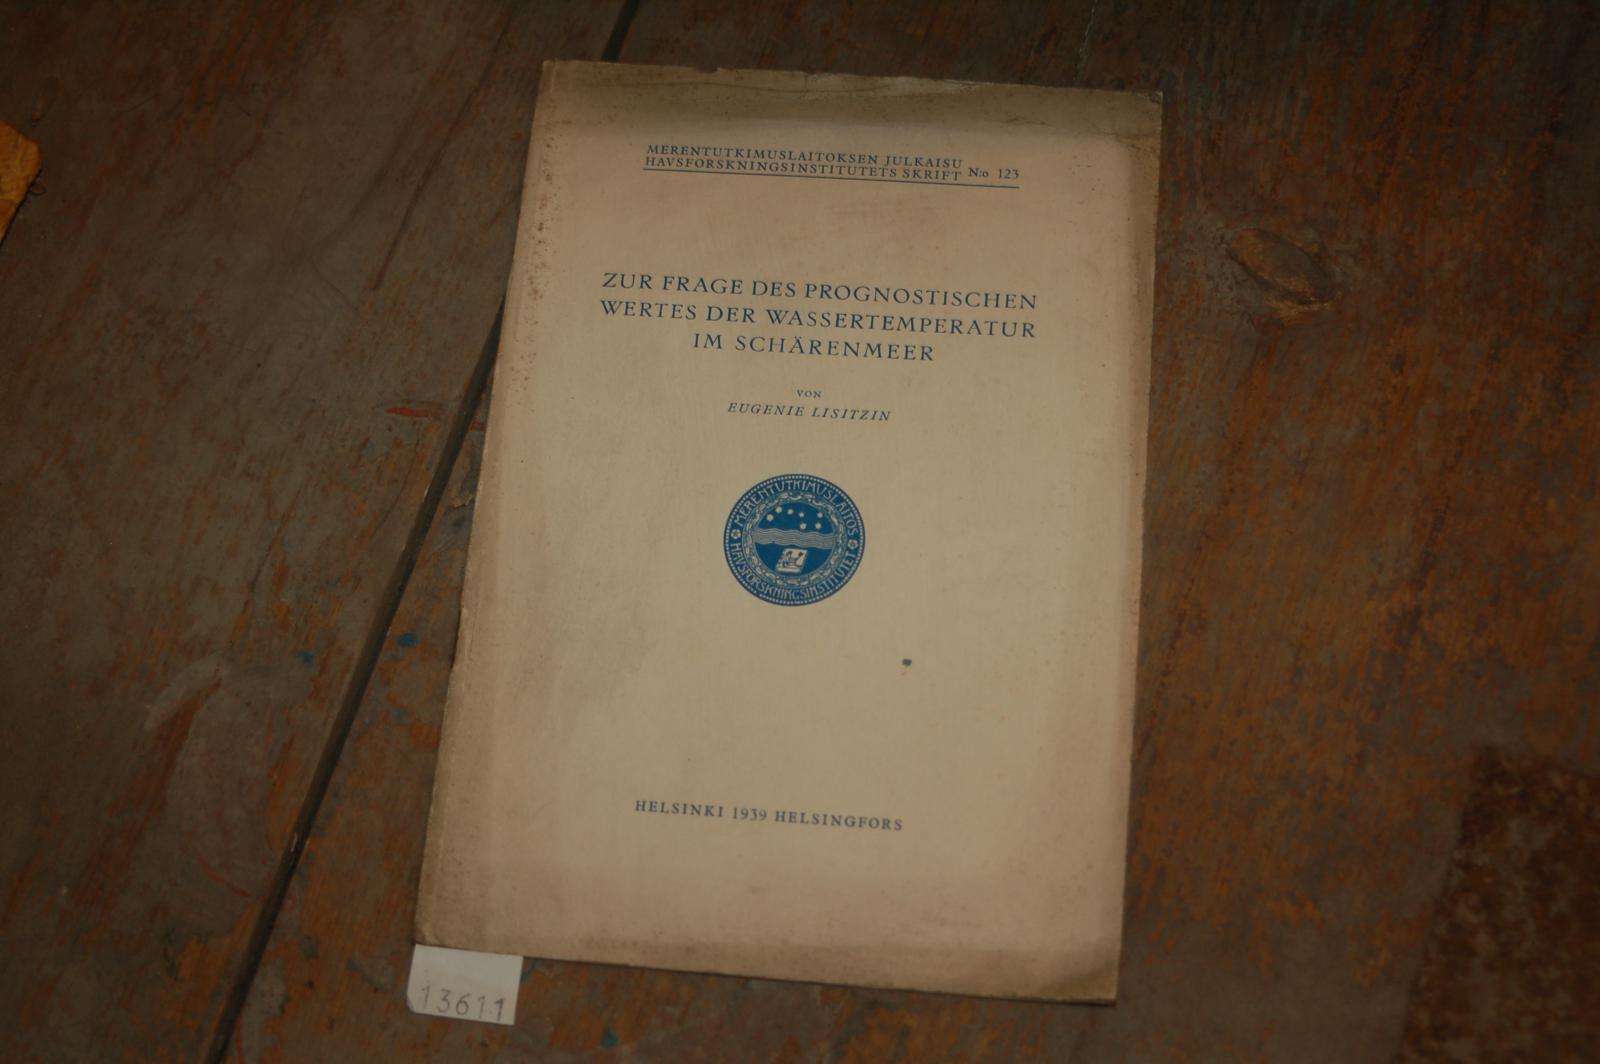 MERENTUTKIMUSLAITOKSEN JULKAISU
HAVSFORSKNINGSINSTITUTETS SKRIFT N:o 123
ZUR FRAGE DES PROGNOSTISCHEN
WERTES DER WASSERTEMPERATUR
IM SCHÄRENMEER
VON
EUGENIE LISITZIN
MERENTUTKIMUSLAITOS
HAVSFORSKNINGSINSTITUTET
HELSINKI 1939 HELSINGFORS
13611